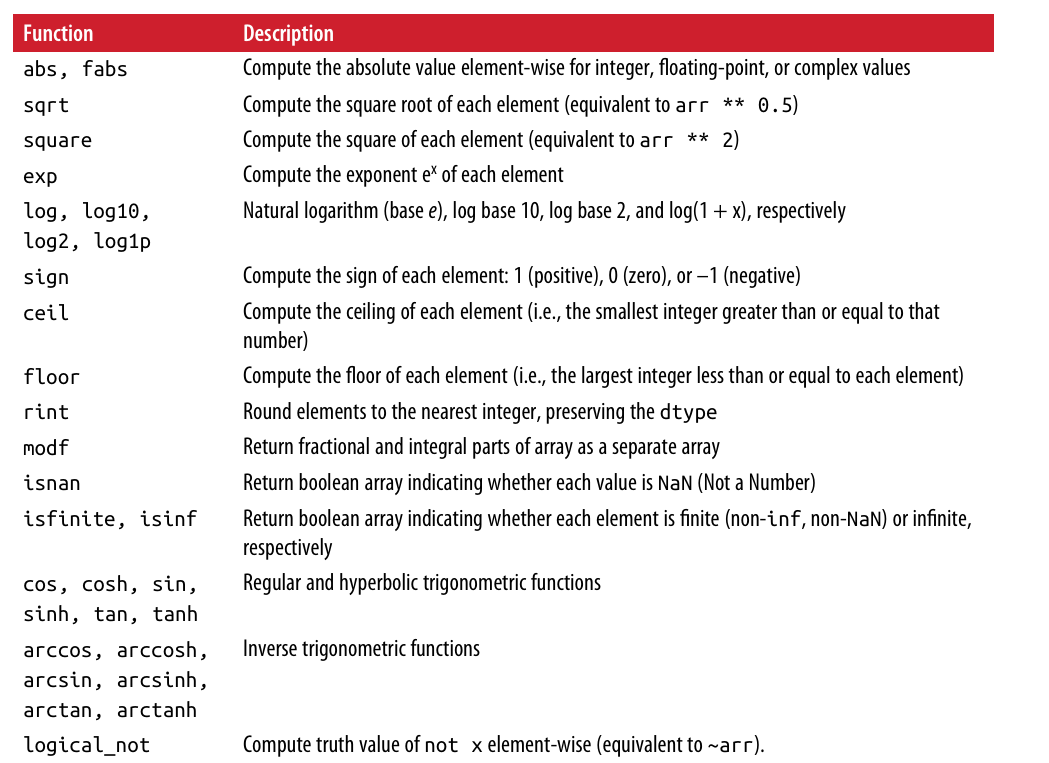 Function Description
abs, fabs Compute the absolute value element-wise for integer, floating-point, or complex values
sqrt Compute the square root of each element (equivalent to arr ** 0.5)
square Compute the square of each element (equivalent to arr ** 2)
exp Compute the exponent eˣ of each element
log, log10, Natural logarithm (base e), log base 10, log base 2, and log(1 + x), respectively
log2, log1p
sign Compute the sign of each element: 1 (positive), 0 (zero), or –1 (negative)
ceil Compute the ceiling of each element (i.e., the smallest integer greater than or equal to that
number)
floor Compute the floor of each element (i.e., the largest integer less than or equal to each element)
rint Round elements to the nearest integer, preserving the dtype
modf Return fractional and integral parts of array as a separate array
isnan Return boolean array indicating whether each value is NaN (Not a Number)
isfinite, isinf Return boolean array indicating whether each element is finite (non-inf, non-NaN) or infinite,
respectively
cos, cosh, sin, Regular and hyperbolic trigonometric functions
sinh, tan, tanh
arccos, arccosh, Inverse trigonometric functions
arcsin, arcsinh,
arctan, arctanh
logical_not Compute truth value of not x element-wise (equivalent to ~arr).